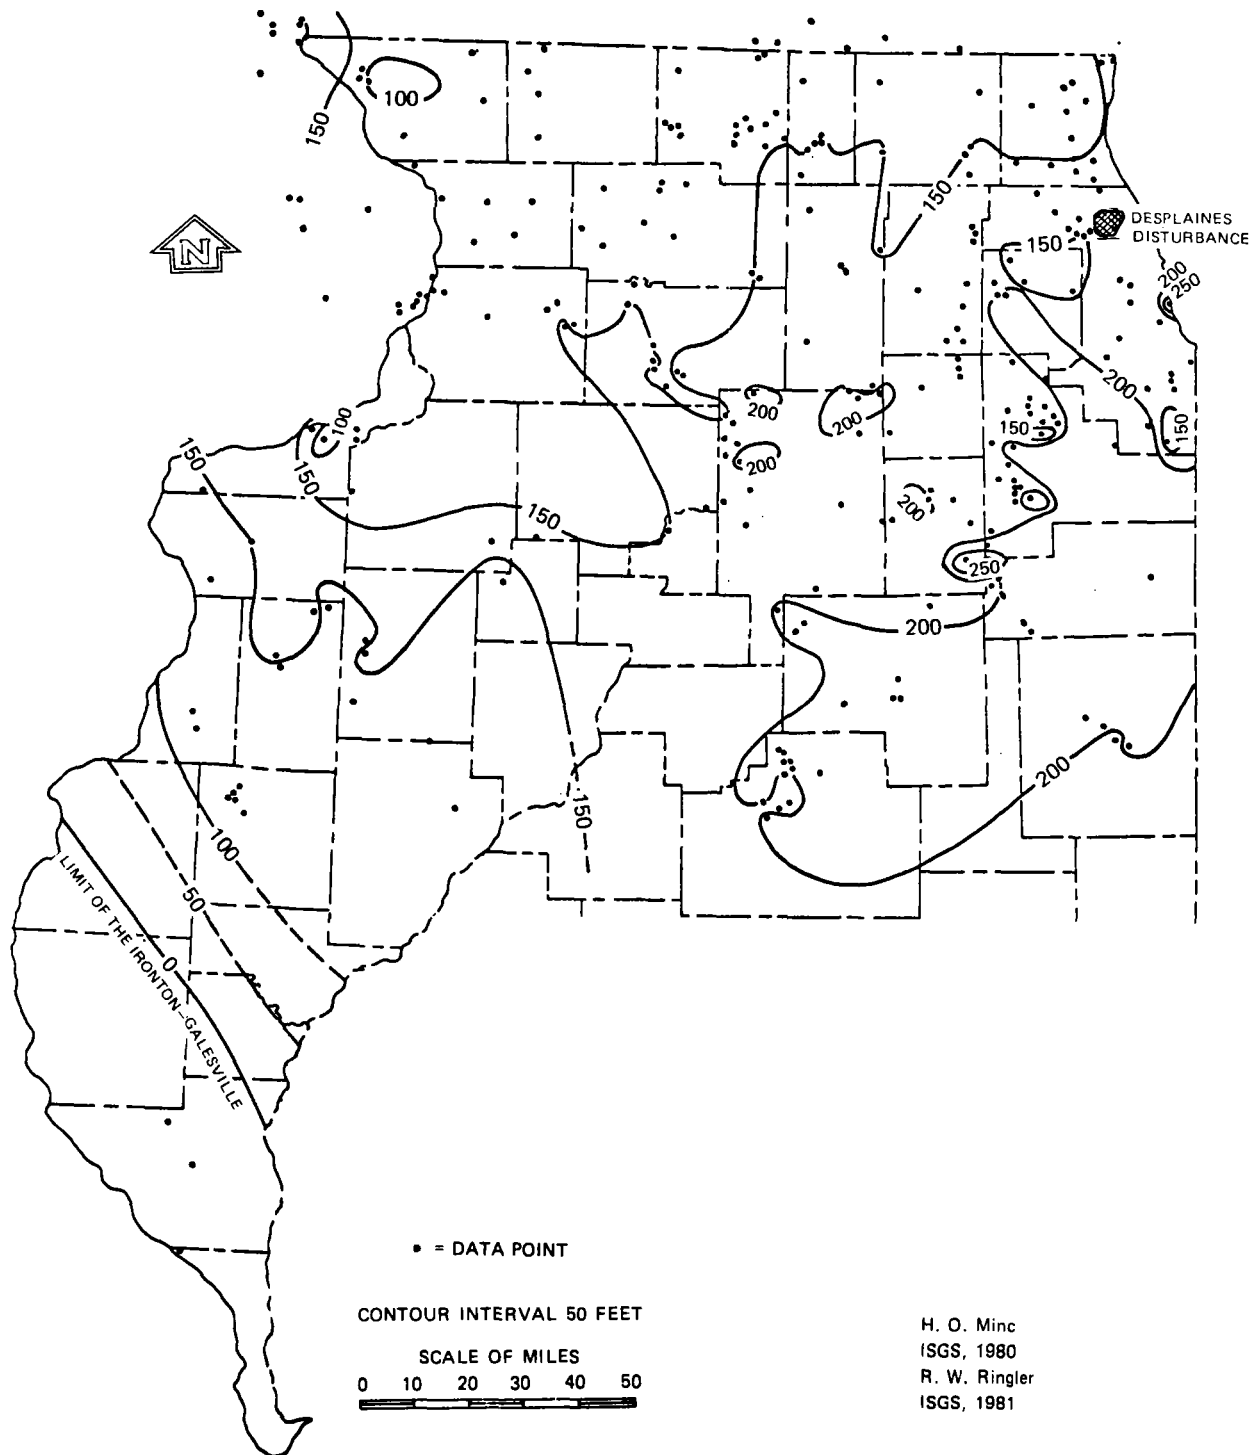 150
100
150
150
DESPLAINES
DISTURBANCE
200
250
200
200
200
150
150
100
150
150
200
150
200
250
200
200
150
100
50
0
LIMIT OF THE IRONTON-GALESVILLE
• = DATA POINT
CONTOUR INTERVAL 50 FEET
SCALE OF MILES
0 10 20 30 40 50
N
H. O. Minc
ISGS, 1980
R. W. Ringler
ISGS, 1981